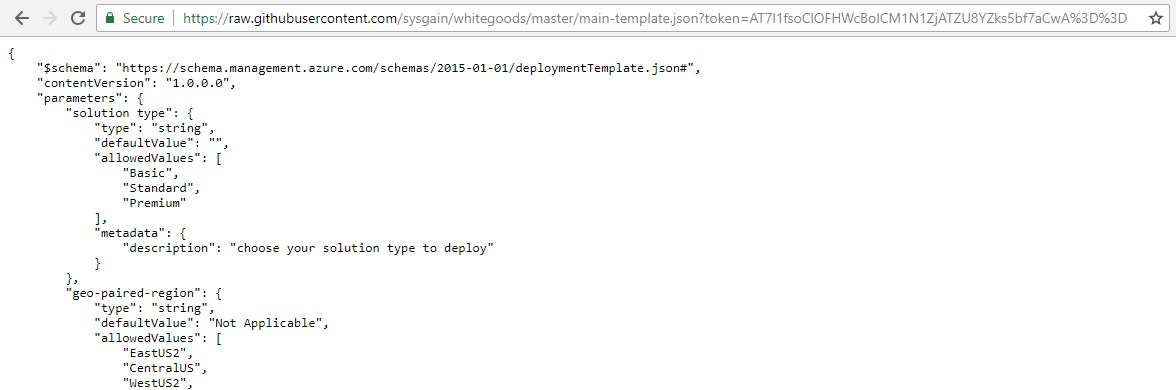 Secure | https://raw.githubusercontent.com/sysgain/whitegoods/master/main-template.json?token=AT7I1fsoClOFHWcBoICM1N1ZjATZU8YZks5bf7aCwA%3D%3D
{
    "$schema": "https://schema.management.azure.com/schemas/2015-01-01/deploymentTemplate.json#",
    "contentVersion": "1.0.0.0",
    "parameters": {
        "solution type": {
            "type": "string",
            "defaultValue": "",
            "allowedValues": [
                "Basic",
                "Standard",
                "Premium"
            ],
            "metadata": {
                "description": "choose your solution type to deploy"
            }
        },
        "geo-paired-region": {
            "type": "string",
            "defaultValue": "Not Applicable",
            "allowedValues": [
                "EastUS2",
                "CentralUS",
                "WestUS2",